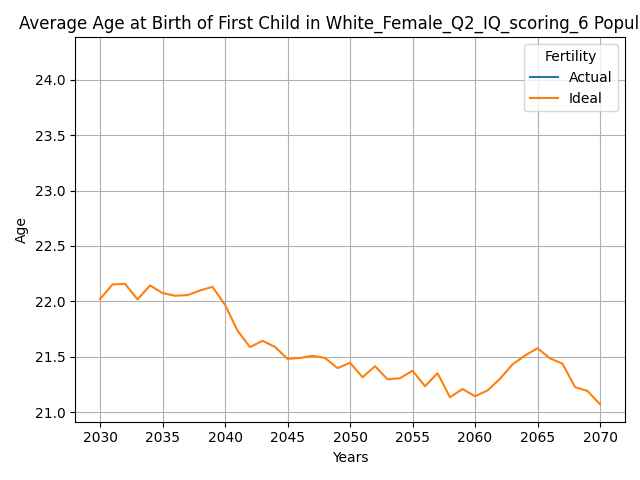 Average Age at Birth of First Child in White_Female_Q2_IQ_scoring_6 Popul
Fertility
Actual
Ideal
24.0
23.5
23.0
22.5
22.0
21.5
21.0
Age
2030 2035 2040 2045 2050 2055 2060 2065 2070
Years